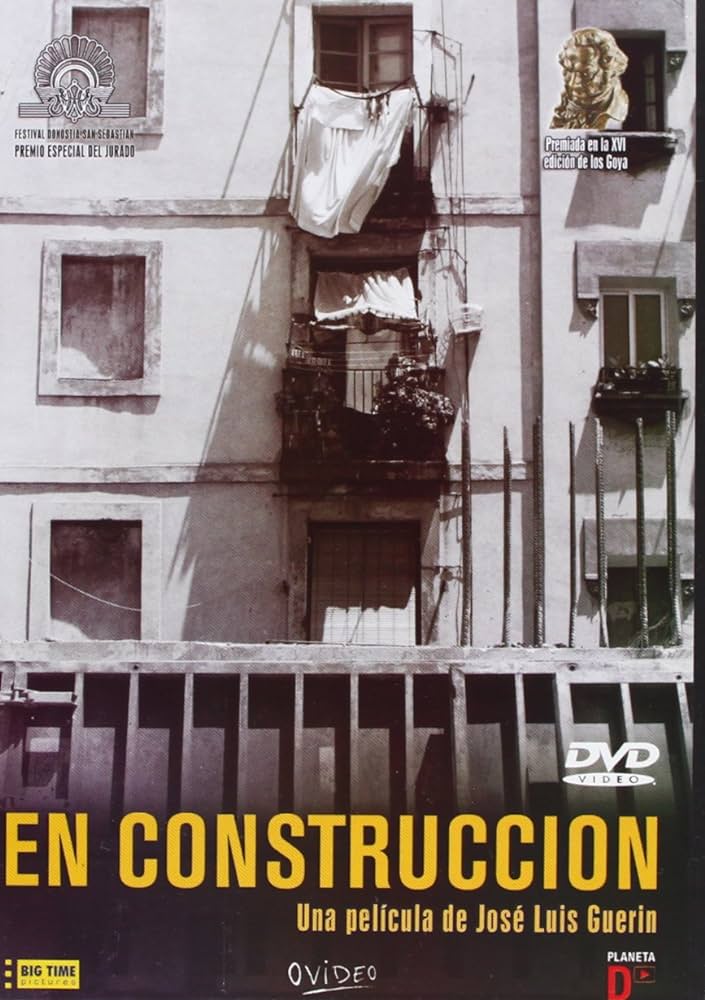 FESTIVAL DONOSTIA-SAN SEBASTIAN
PREMIO ESPECIAL DEL JURADO
Premiada en la XVI
edición de los Goya
DVD
VIDEO
EN CONSTRUCCION
Una película de José Luis Guerin
BIG TIME
pictures
OVIDEO
PLANETA
D